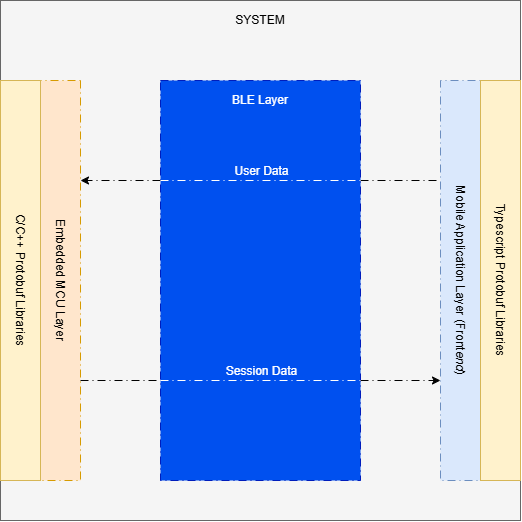 SYSTEM
BLE Layer
User Data
Session Data
C/C++ Protobuf Libraries
Embedded MCU Layer
Mobile Application Layer (Frontend)
Typescript Protobuf Libraries